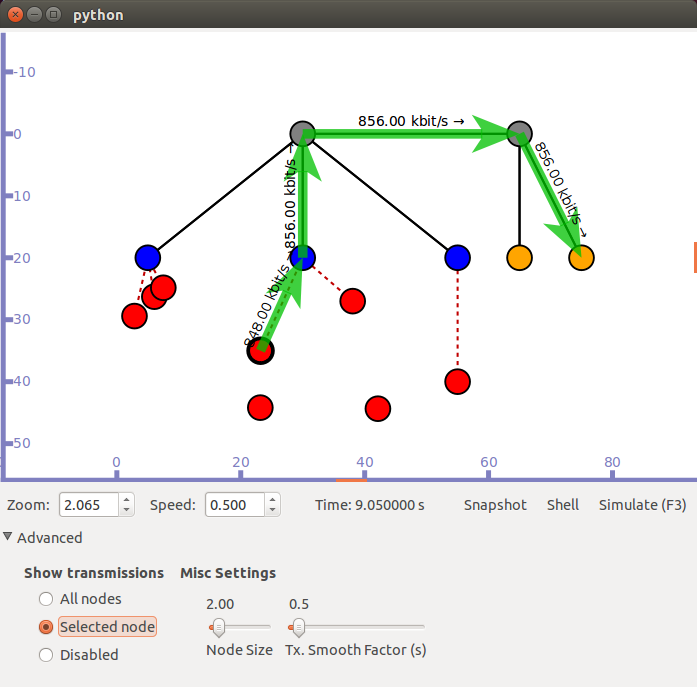 python
-10
0
10
20
30
40
50
0 20 40 60 80
856.00 kbit/s →
856.00 kbit/s →
856.00 kbit/s →
848.00 kbit/s →
Zoom: 2.065 Speed: 0.500 Time: 9.050000 s Snapshot Shell Simulate (F3)
Advanced
Show transmissions Misc Settings
All nodes 2.00 0.5
Selected node
Disabled Node Size Tx. Smooth Factor (s)